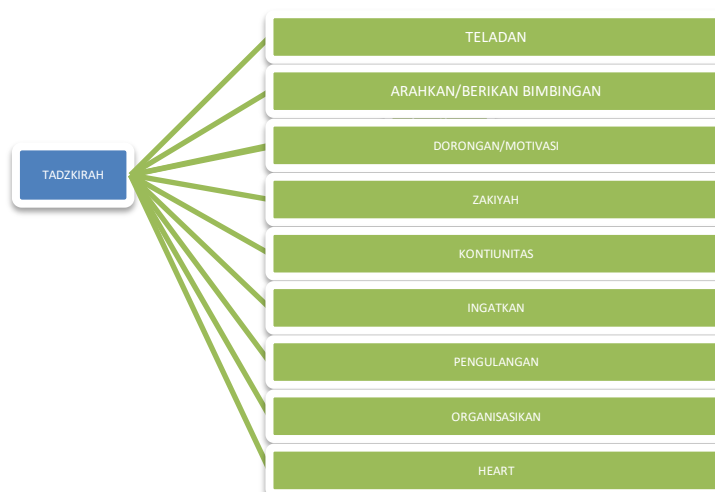 TADZKIRAH
TELADAN
ARAHKAN/BERIKAN BIMBINGAN
DORONGAN/MOTIVASI
ZAKIYAH
KONTIUNITAS
INGATKAN
PENGULANGAN
ORGANISASIKAN
HEART